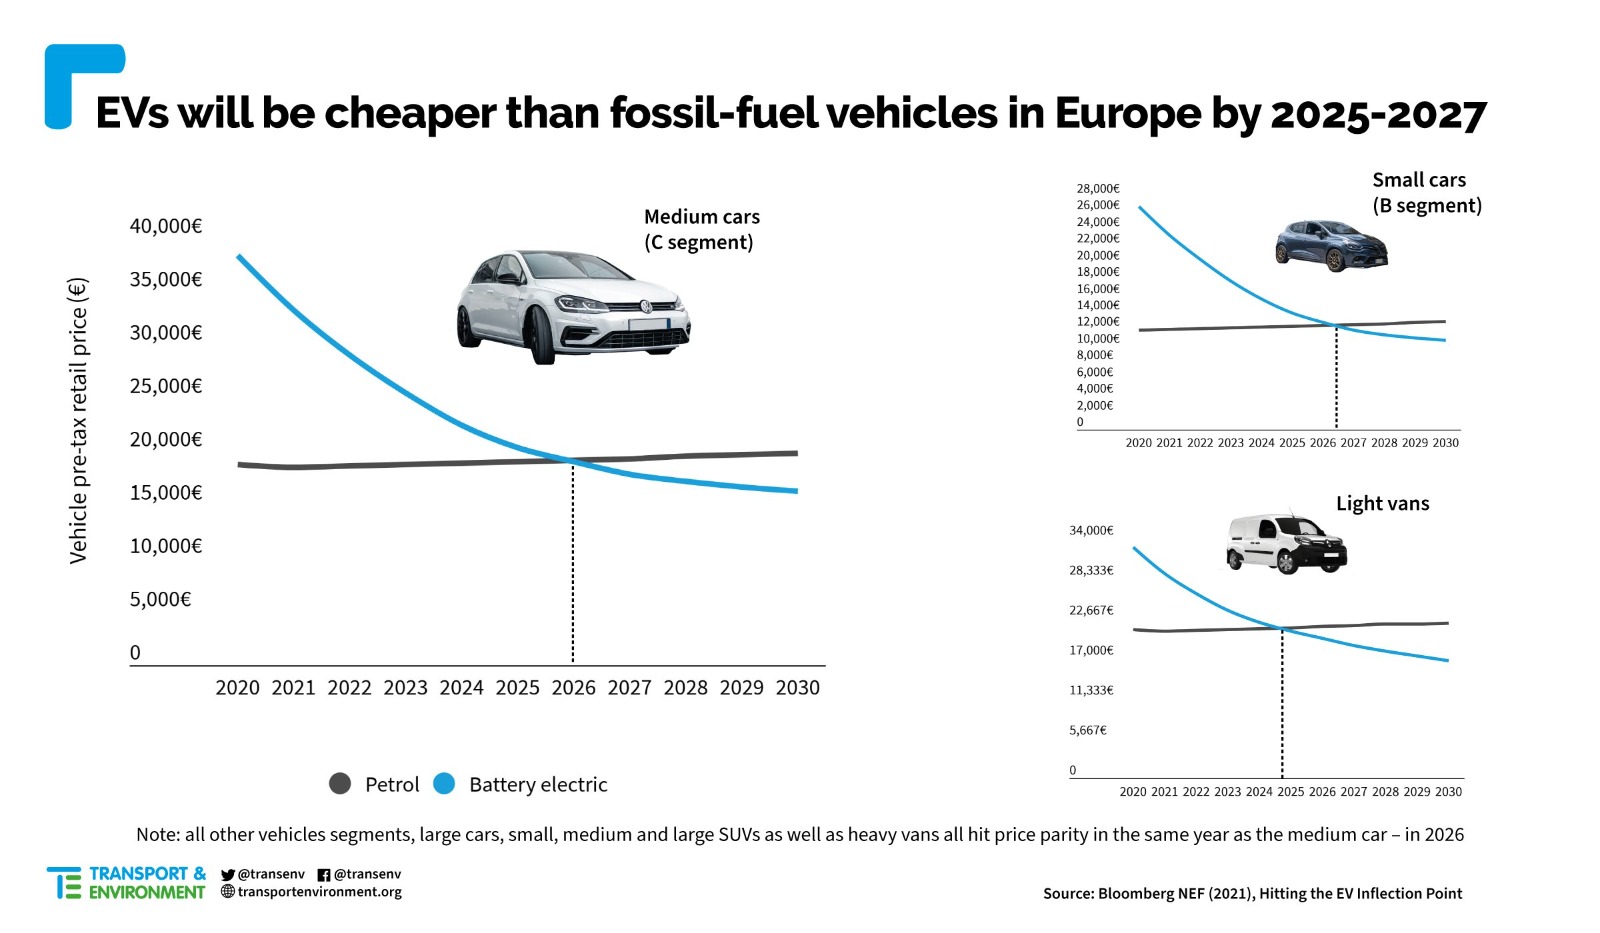 EVs will be cheaper than fossil-fuel vehicles in Europe by 2025-2027
Vehicle pre-tax retail price (€)
Medium cars
(C segment)
40,000€
35,000€
30,000€
25,000€
20,000€
15,000€
10,000€
5,000€
0
2020 2021 2022 2023 2024 2025 2026 2027 2028 2029 2030
Petrol Battery electric
Small cars
(B segment)
28,000€
26,000€
24,000€
22,000€
20,000€
18,000€
16,000€
14,000€
12,000€
10,000€
8,000€
6,000€
4,000€
2,000€
0
2020 2021 2022 2023 2024 2025 2026 2027 2028 2029 2030
Light vans
34,000€
28,333€
22,667€
17,000€
11,333€
5,667€
0
2020 2021 2022 2023 2024 2025 2026 2027 2028 2029 2030
Note: all other vehicles segments, large cars, small, medium and large SUVs as well as heavy vans all hit price parity in the same year as the medium car – in 2026
TE TRANSPORT &
ENVIRONMENT
@transenv @transenv
transportenvironment.org
Source: Bloomberg NEF (2021), Hitting the EV Inflection Point